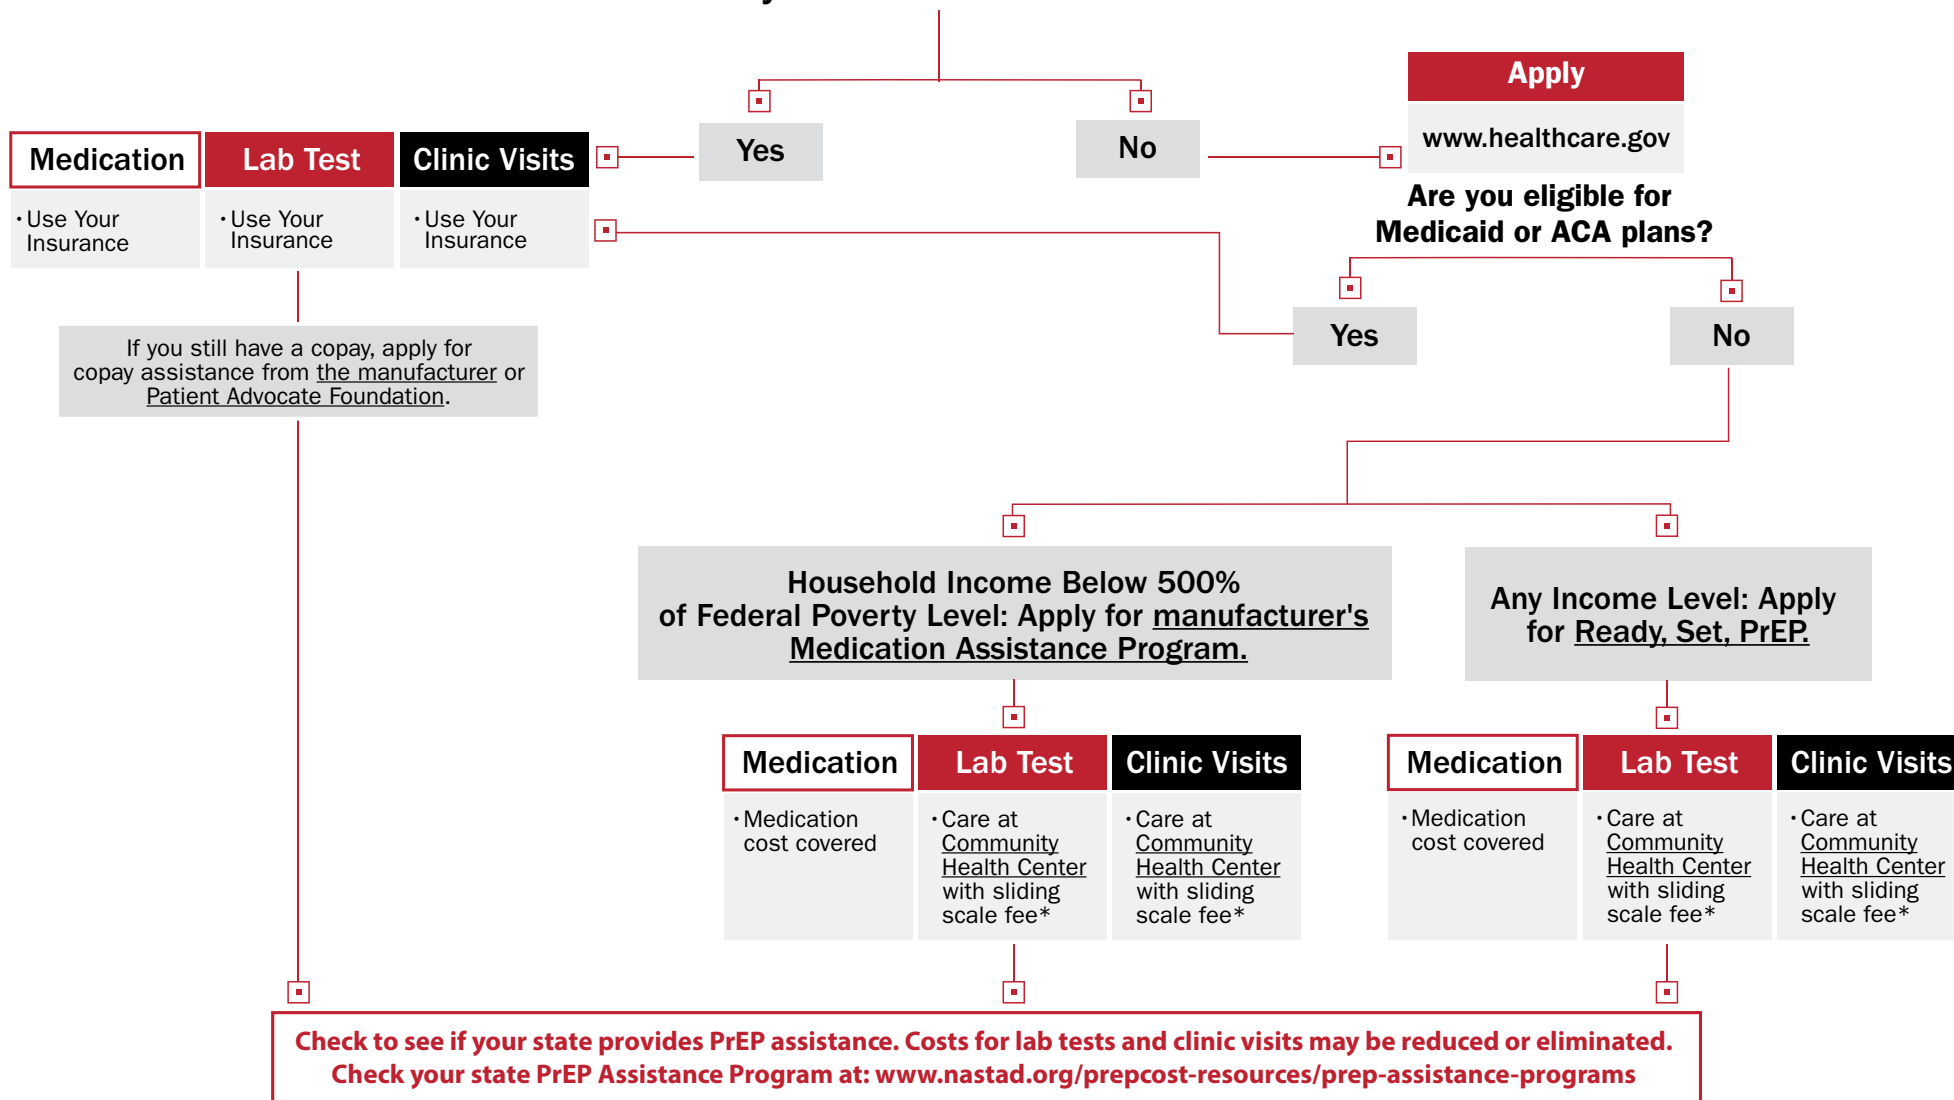 Yes
No
Apply
www.healthcare.gov
Medication
Lab Test
Clinic Visits
· Use Your
Insurance
· Use Your
Insurance
· Use Your
Insurance
Are you eligible for
Medicaid or ACA plans?
Yes
No
If you still have a copay, apply for
copay assistance from the manufacturer or
Patient Advocate Foundation.
Household Income Below 500%
of Federal Poverty Level: Apply for manufacturer's
Medication Assistance Program.
Any Income Level: Apply
for Ready, Set, PrEP.
Medication
Lab Test
Clinic Visits
· Medication
cost covered
· Care at
Community
Health Center
with sliding
scale fee*
· Care at
Community
Health Center
with sliding
scale fee*
Medication
Lab Test
Clinic Visits
· Medication
cost covered
· Care at
Community
Health Center
with sliding
scale fee*
· Care at
Community
Health Center
with sliding
scale fee*
Check to see if your state provides PrEP assistance. Costs for lab tests and clinic visits may be reduced or eliminated.
Check your state PrEP Assistance Program at: www.nastad.org/prepcost-resources/prep-assistance-programs